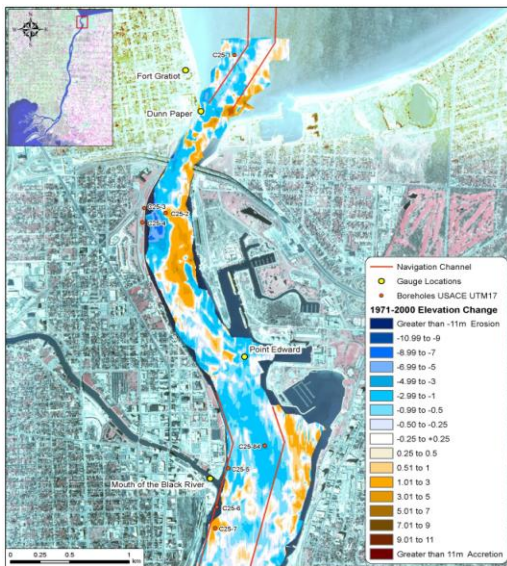 C25-1
Fort Gratiot
Dunn Paper
C25-3
C25-2
C25-4
Navigation Channel
Gauge Locations
Boreholes USACE UTM17
1971-2000 Elevation Change
Greater than -11m Erosion
-10.99 to -9
-8.99 to -7
-6.99 to -5
-4.99 to -3
-2.99 to -1
-0.99 to -0.5
-0.50 to -0.25
-0.25 to +0.25
0.25 to 0.5
0.51 to 1
1.01 to 3
3.01 to 5
5.01 to 7
7.01 to 9
9.01 to 11
Greater than 11m Accretion
Point Edward
C25-5
Mouth of the Black River
C25-6
C25-7
0 0.25 0.5 1
km